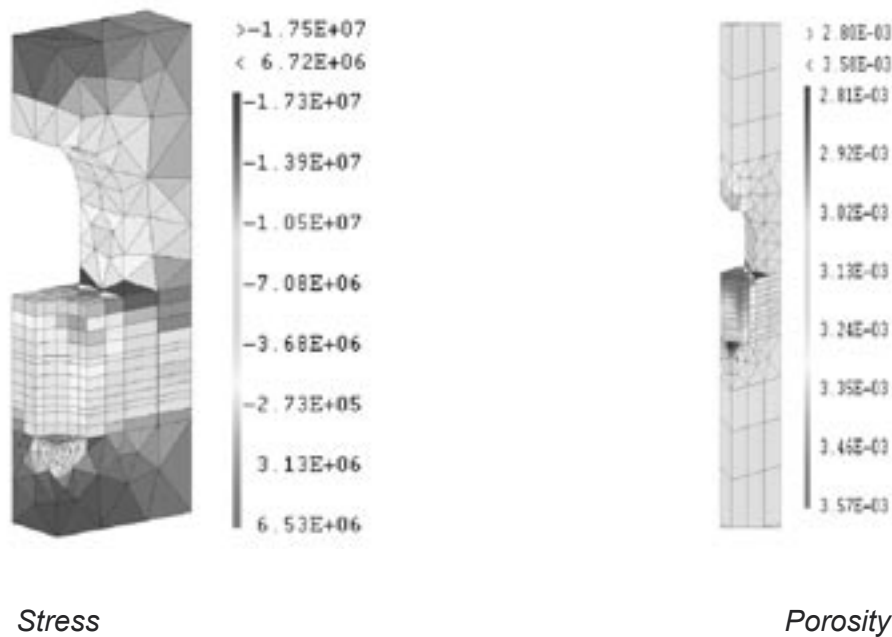 >-1.75E+07
< 6.72E+06
-1.73E+07
-1.39E+07
-1.05E+07
-7.08E+06
-3.68E+06
-2.73E+05
3.13E+06
6.53E+06
> 2.80E-03
< 3.58E-03
2.81E-03
2.92E-03
3.02E-03
3.13E-03
3.24E-03
3.35E-03
3.46E-03
3.57E-03
Stress
Porosity